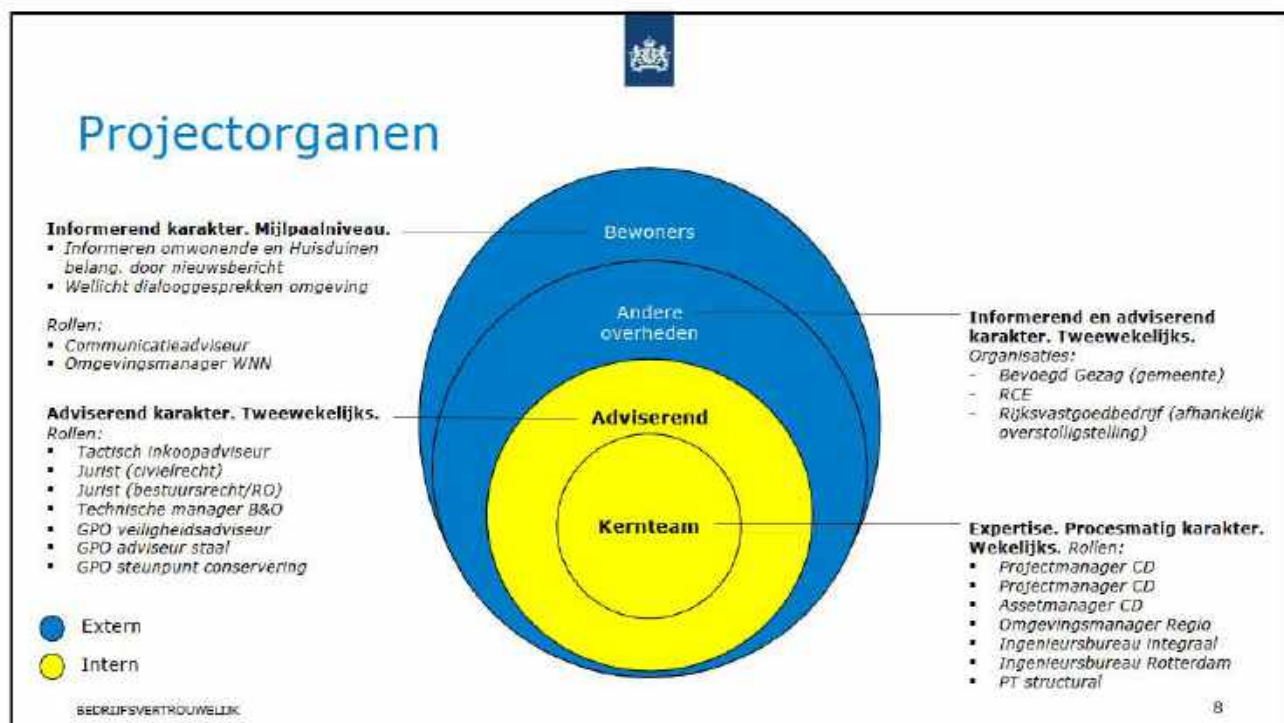 Projectorganen
Informerend karakter. Mijlpaalniveau.
▪ Informeren omwonende en Huisduinen
belang. door nieuwsbericht
▪ Wellicht dialooggesprekken omgeving
Rollen:
▪ Communicatieadviseur
▪ Omgevingsmanager WNN
Adviserend karakter. Tweewekelijks.
Rollen:
▪ Tactisch inkoopadviseur
▪ Jurist (civielrecht)
▪ Jurist (bestuursrecht/RO)
▪ Technische manager B&O
▪ GPO veiligheidsadviseur
▪ GPO adviseur staal
▪ GPO steunpunt conservering
Extern
Intern
Bewoners
Andere
overheden
Adviserend
Kernteam
Informerend en adviserend
karakter. Tweewekelijks.
Organisaties:
- Bevoegd Gezag (gemeente)
- RCE
- Rijksvastgoedbedrijf (afhankelijk
overstolligstelling)
Expertise. Procesmatig karakter.
Wekelijks. Rollen:
▪ Projectmanager CD
▪ Projectmanager CD
▪ Assetmanager CD
▪ Omgevingsmanager Regio
▪ Ingenieursbureau Integraal
▪ Ingenieursbureau Rotterdam
▪ PT structural
BEDRIJFSVERTROUWELIJK
8